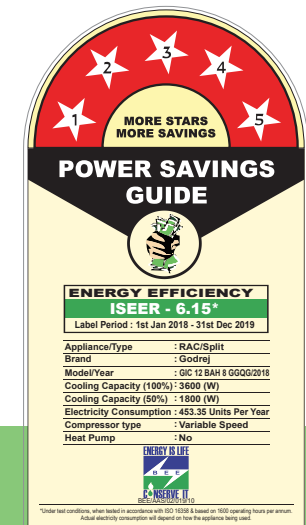 1 2 3 4 5
MORE STARS
MORE SAVINGS
POWER SAVINGS
GUIDE
ENERGY EFFICIENCY
ISEER - 6.15*
Label Period : 1st Jan 2018 - 31st Dec 2019
Appliance/Type : RAC/Split
Brand : Godrej
Model/Year : GIC 12 BAH 8 GGQG/2018
Cooling Capacity (100%) : 3600 (W)
Cooling Capacity (50%) : 1800 (W)
Electricity Consumption : 453.35 Units Per Year
Compressor type : Variable Speed
Heat Pump : No
ENERGY IS LIFE
BEE
CONSERVE IT
BEE/AAS/02/019/10
*Under test conditions, when tested in accordance with ISO 16358 & based on 1600 operating hours per annum.
Actual electricity consumption will depend on how the appliance being used.